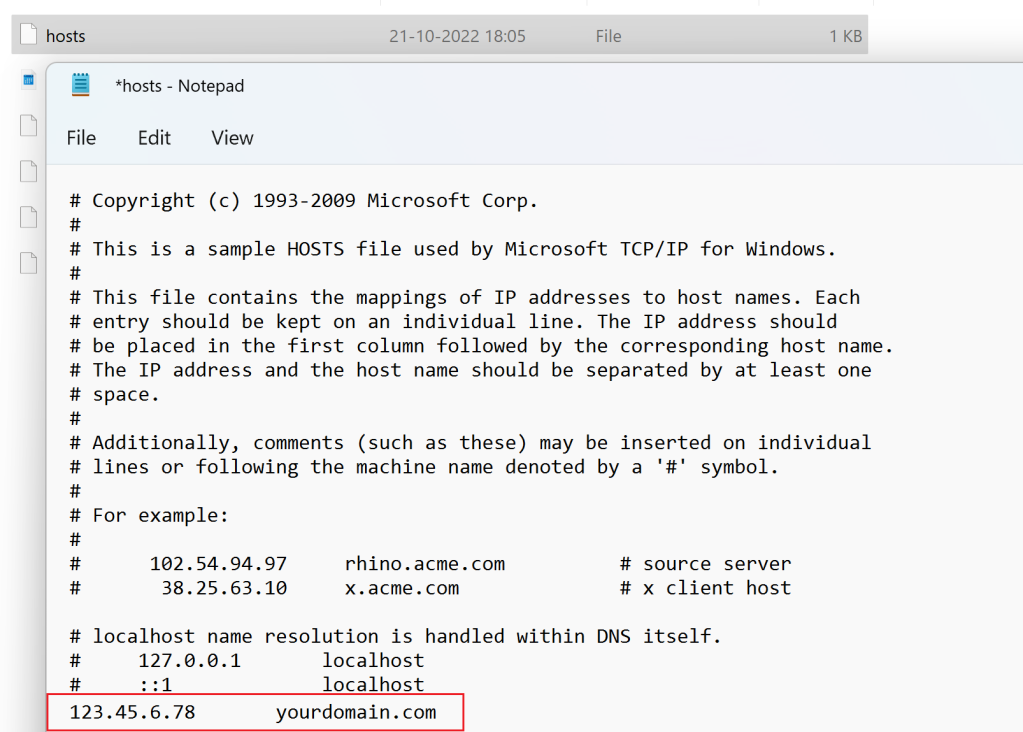 hosts 21-10-2022 18:05 File 1 KB
*hosts - Notepad
File Edit View
# Copyright (c) 1993-2009 Microsoft Corp.
#
# This is a sample HOSTS file used by Microsoft TCP/IP for Windows.
#
# This file contains the mappings of IP addresses to host names. Each
# entry should be kept on an individual line. The IP address should
# be placed in the first column followed by the corresponding host name.
# The IP address and the host name should be separated by at least one
# space.
#
# Additionally, comments (such as these) may be inserted on individual
# lines or following the machine name denoted by a '#' symbol.
#
# For example:
#
#      102.54.94.97     rhino.acme.com          # source server
#       38.25.63.10     x.acme.com              # x client host

# localhost name resolution is handled within DNS itself.
#     127.0.0.1       localhost
#     ::1             localhost
123.45.6.78       yourdomain.com